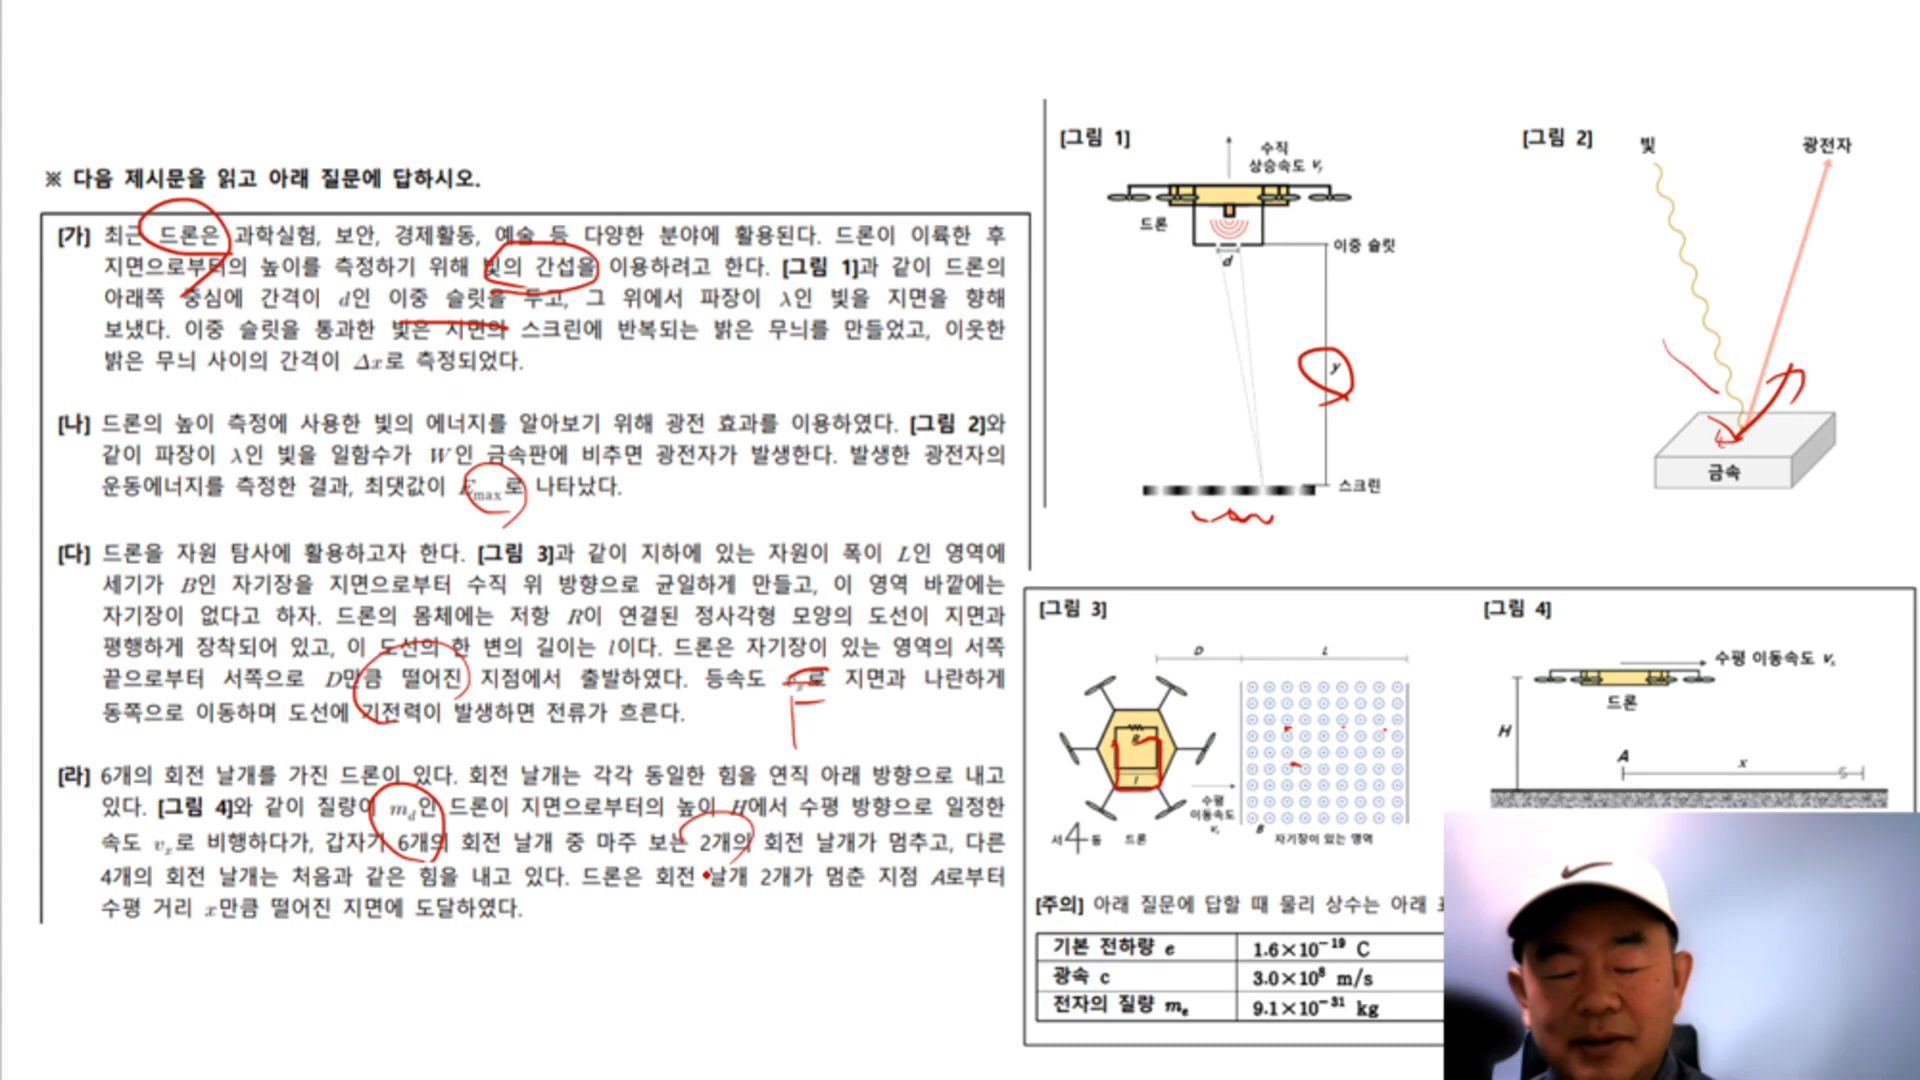 ※ 다음 제시문을 읽고 아래 질문에 답하시오.
[가] 최근 드론은 과학실험, 보안, 경제활동, 예술 등 다양한 분야에 활용된다. 드론이 이륙한 후
지면으로부터의 높이를 측정하기 위해 빛의 간섭을 이용하려고 한다. [그림 1]과 같이 드론의
아래쪽 중심에 간격이 d인 이중 슬릿을 두고, 그 위에서 파장이 λ인 빛을 지면을 향해
보냈다. 이중 슬릿을 통과한 빛은 지면의 스크린에 반복되는 밝은 무늬를 만들었고, 이웃한
밝은 무늬 사이의 간격이 Δx로 측정되었다.
[나] 드론의 높이 측정에 사용한 빛의 에너지를 알아보기 위해 광전 효과를 이용하였다. [그림 2]와
같이 파장이 λ인 빛을 일함수가 W인 금속판에 비추면 광전자가 발생한다. 발생한 광전자의
운동에너지를 측정한 결과, 최댓값이 E_max로 나타났다.
[다] 드론을 자원 탐사에 활용하고자 한다. [그림 3]과 같이 지하에 있는 자원이 폭이 L인 영역에
세기가 B인 자기장을 지면으로부터 수직 위 방향으로 균일하게 만들고, 이 영역 바깥에는
자기장이 없다고 하자. 드론의 몸체에는 저항 R이 연결된 정사각형 모양의 도선이 지면과
평행하게 장착되어 있고, 이 도선의 한 변의 길이는 l이다. 드론은 자기장이 있는 영역의 서쪽
끝으로부터 서쪽으로 D만큼 떨어진 지점에서 출발하였다. 등속도 v_x로 지면과 나란하게
동쪽으로 이동하며 도선에 기전력이 발생하면 전류가 흐른다.
[라] 6개의 회전 날개를 가진 드론이 있다. 회전 날개는 각각 동일한 힘을 연직 아래 방향으로 내고
있다. [그림 4]와 같이 질량이 m_d인 드론이 지면으로부터의 높이 H에서 수평 방향으로 일정한
속도 v_x로 비행하다가, 갑자기 6개의 회전 날개 중 마주 보는 2개의 회전 날개가 멈추고, 다른
4개의 회전 날개는 처음과 같은 힘을 내고 있다. 드론은 회전 날개 2개가 멈춘 지점 A로부터
수평 거리 x만큼 떨어진 지면에 도달하였다.
[그림 1]
수직
상승속도 v_y
드론
이중 슬릿
d
y
스크린
[그림 2]
빛
광전자
금속
[그림 3]
D
L
R
l
수평
이동속도
v_x
B
서
동
드론
자기장이 있는 영역
[그림 4]
수평 이동속도 v_x
드론
H
A
x
[주의] 아래 질문에 답할 때 물리 상수는 아래
기본 전하량 e 1.6×10⁻¹⁹ C
광속 c 3.0×10⁸ m/s
전자의 질량 m_e 9.1×10⁻³¹ kg